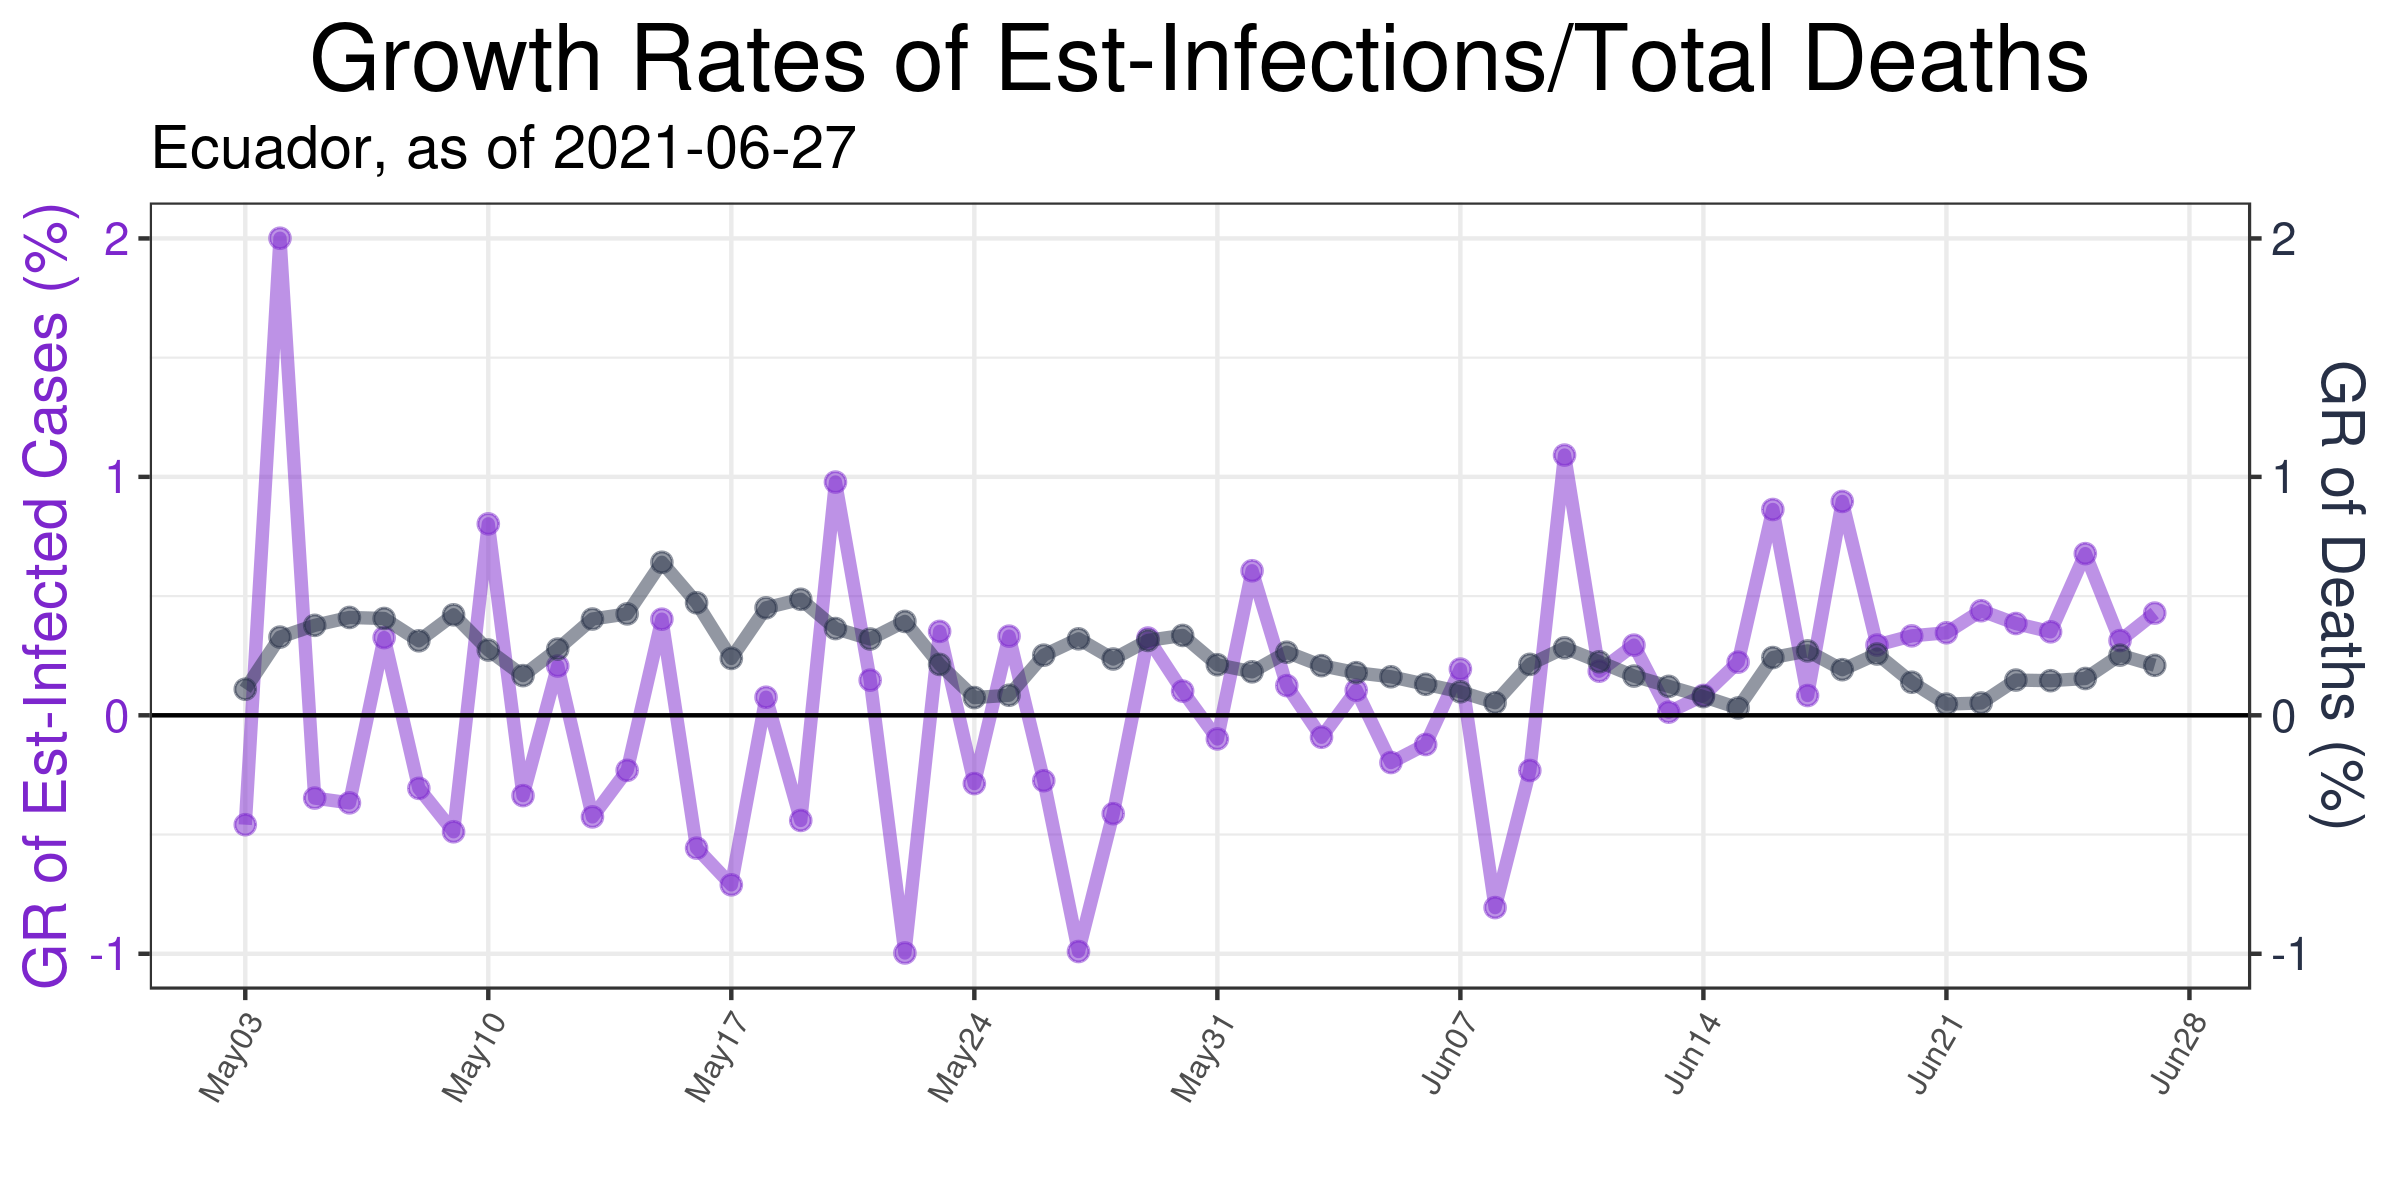 Growth Rates of Est-Infections/Total Deaths
Ecuador, as of 2021-06-27
GR of Est-Infected Cases (%)
2
1
0
-1
2
1
0
-1
GR of Deaths (%)
May03
May10
May17
May24
May31
Jun07
Jun14
Jun21
Jun28